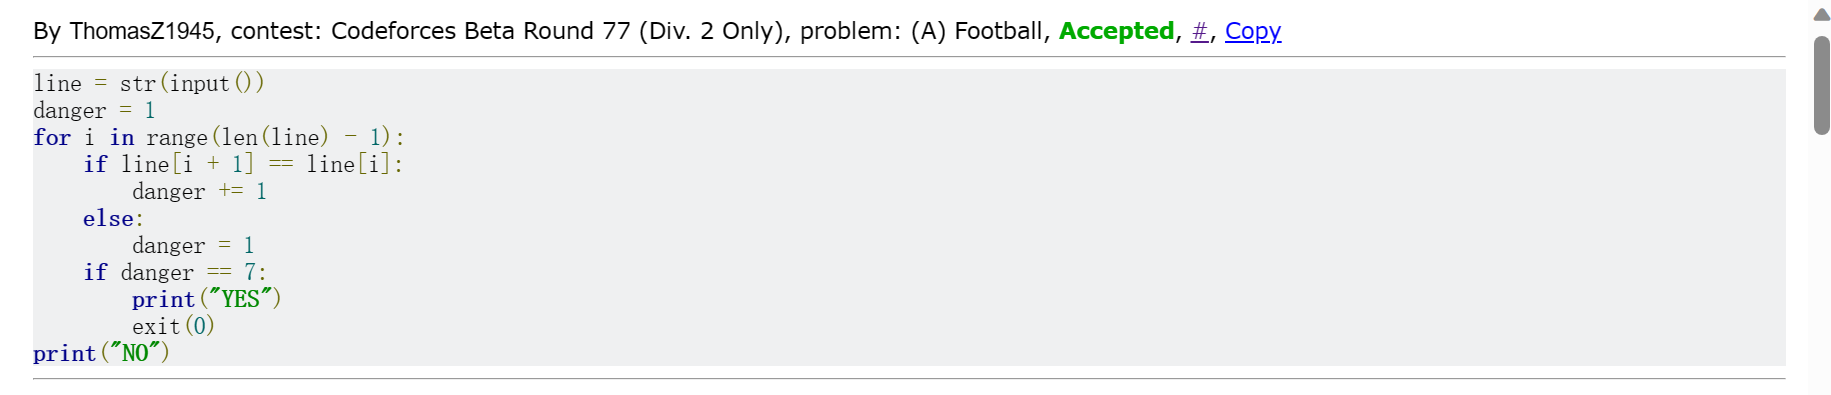 By ThomasZ1945, contest: Codeforces Beta Round 77 (Div. 2 Only), problem: (A) Football, Accepted, #, Copy
line = str(input())
danger = 1
for i in range(len(line) - 1):
    if line[i + 1] == line[i]:
        danger += 1
    else:
        danger = 1
    if danger == 7:
        print("YES")
        exit(0)
print("NO")